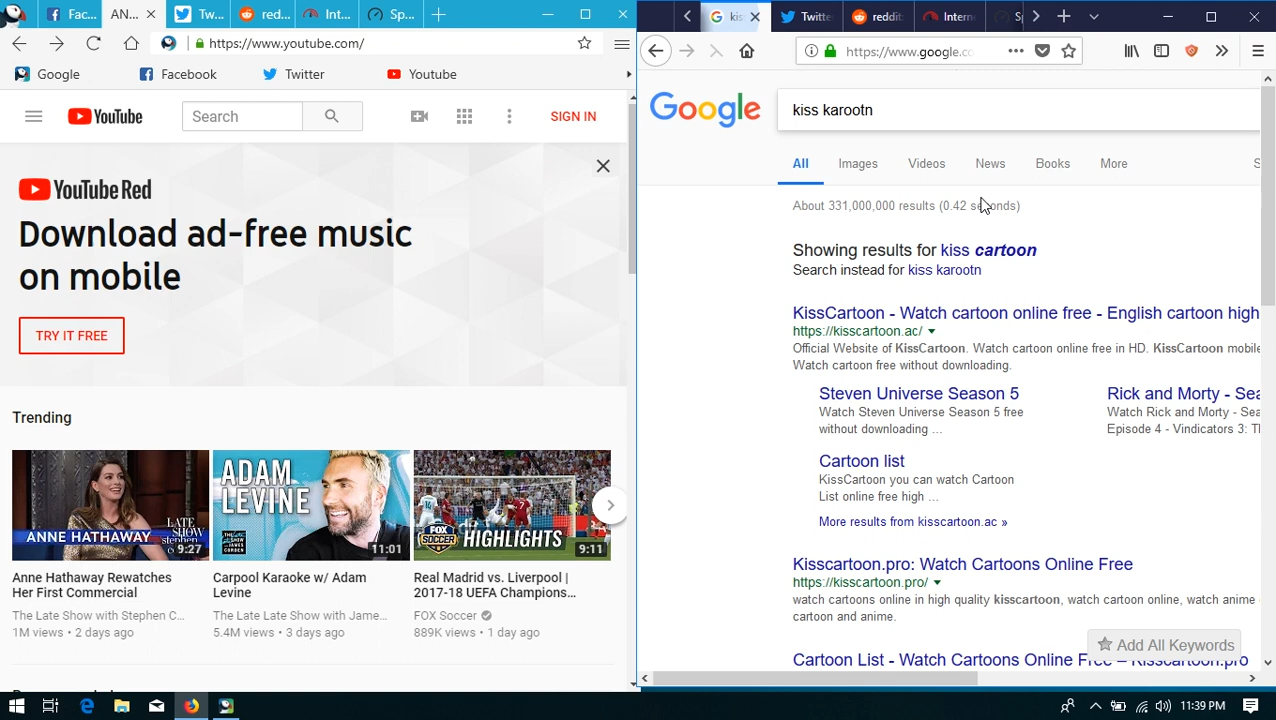 Fac...
AN...
Tw...
red...
Int...
Sp...
https://www.youtube.com/
Google
Facebook
Twitter
Youtube
YouTube
Search
SIGN IN
YouTube Red
Download ad-free music
on mobile
TRY IT FREE
Trending
ANNE HATHAWAY
LATE
SHOW
9:27
ADAM
LEVINE
11:01
FOX
SOCCER
HIGHLIGHTS
9:11
Anne Hathaway Rewatches
Her First Commercial
The Late Show with Stephen C...
1M views • 2 days ago
Carpool Karaoke w/ Adam
Levine
The Late Late Show with Jame...
5.4M views • 3 days ago
Real Madrid vs. Liverpool |
2017-18 UEFA Champions...
FOX Soccer
889K views • 1 day ago
kis
Twitte
reddit
Interne
Sp
https://www.google.co
Google
kiss karootn
All
Images
Videos
News
Books
More
S
About 331,000,000 results (0.42 seconds)
Showing results for kiss cartoon
Search instead for kiss karootn
KissCartoon - Watch cartoon online free - English cartoon high
https://kisscartoon.ac/
Official Website of KissCartoon. Watch cartoon online free in HD. KissCartoon mobile
Watch cartoon free without downloading.
Steven Universe Season 5
Watch Steven Universe Season 5 free
without downloading ...
Rick and Morty - Sea
Watch Rick and Morty - Sea
Episode 4 - Vindicators 3: Th
Cartoon list
KissCartoon you can watch Cartoon
List online free high ...
More results from kisscartoon.ac »
Kisscartoon.pro: Watch Cartoons Online Free
https://kisscartoon.pro/
watch cartoons online in high quality kisscartoon, watch cartoon online, watch anime
cartoon and anime.
Add All Keywords
Cartoon List - Watch Cartoons Online Free – Kisscartoon.pro
11:39 PM